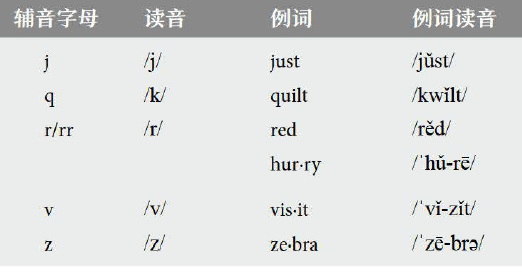 辅音字母 读音 例词 例词读音
j /j/ just /jŭst/
q /k/ quilt /kwĭlt/
r/rr /r/ red /rĕd/
hur·ry /ˈhŭ-rē/
v /v/ vis·it /ˈvĭ-zĭt/
z /z/ ze·bra /ˈzē-brə/